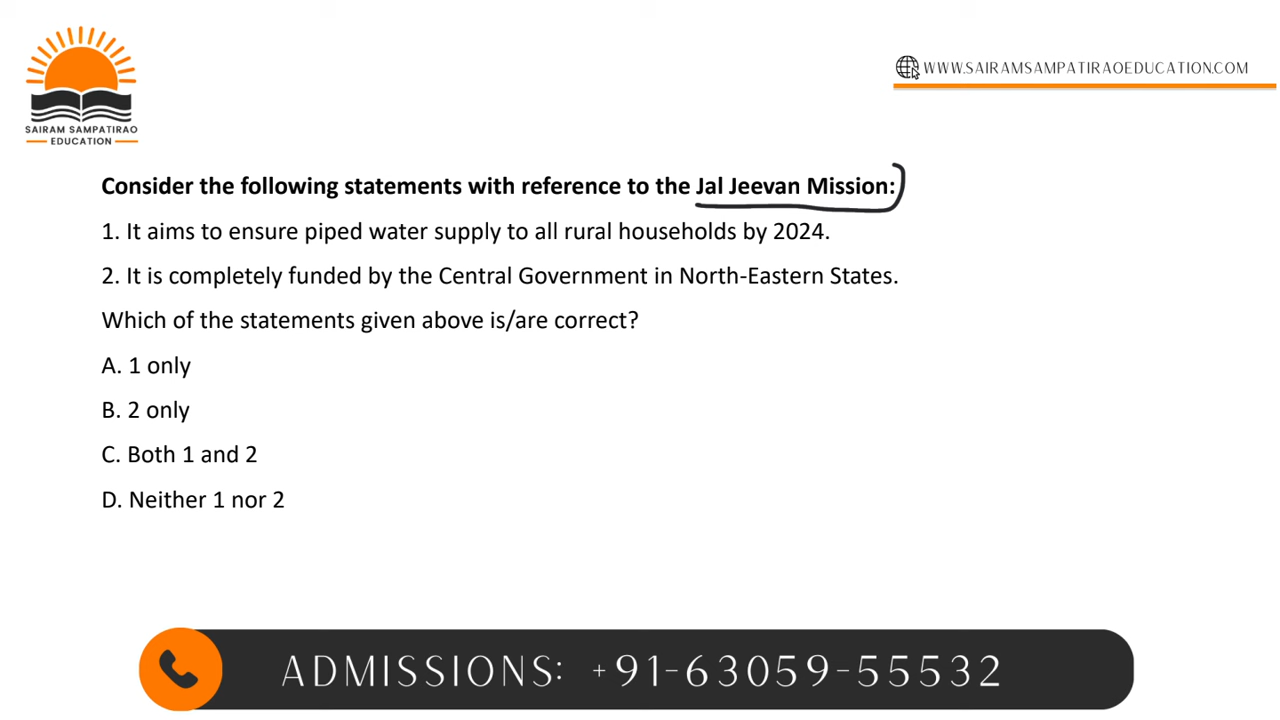 SAIRAM SAMPATIRAO
EDUCATION
WWW.SAIRAMSAMPATIRAOEDUCATION.COM
Consider the following statements with reference to the Jal Jeevan Mission:
1. It aims to ensure piped water supply to all rural households by 2024.
2. It is completely funded by the Central Government in North-Eastern States.
Which of the statements given above is/are correct?
A. 1 only
B. 2 only
C. Both 1 and 2
D. Neither 1 nor 2
ADMISSIONS: +91-63059-55532